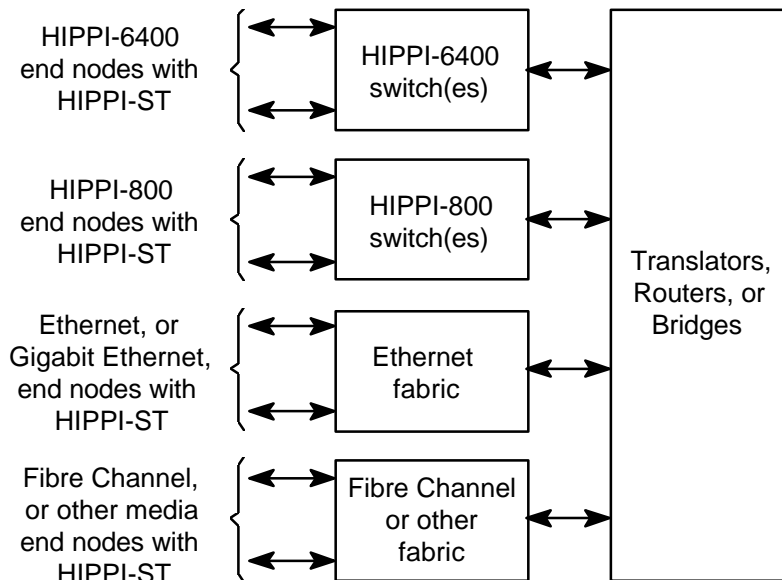 HIPPI-6400
end nodes with
HIPPI-ST
HIPPI-6400
switch(es)
HIPPI-800
end nodes with
HIPPI-ST
HIPPI-800
switch(es)
Translators,
Routers, or
Bridges
Ethernet, or
Gigabit Ethernet,
end nodes with
HIPPI-ST
Ethernet
fabric
Fibre Channel,
or other media
end nodes with
HIPPI-ST
Fibre Channel
or other
fabric